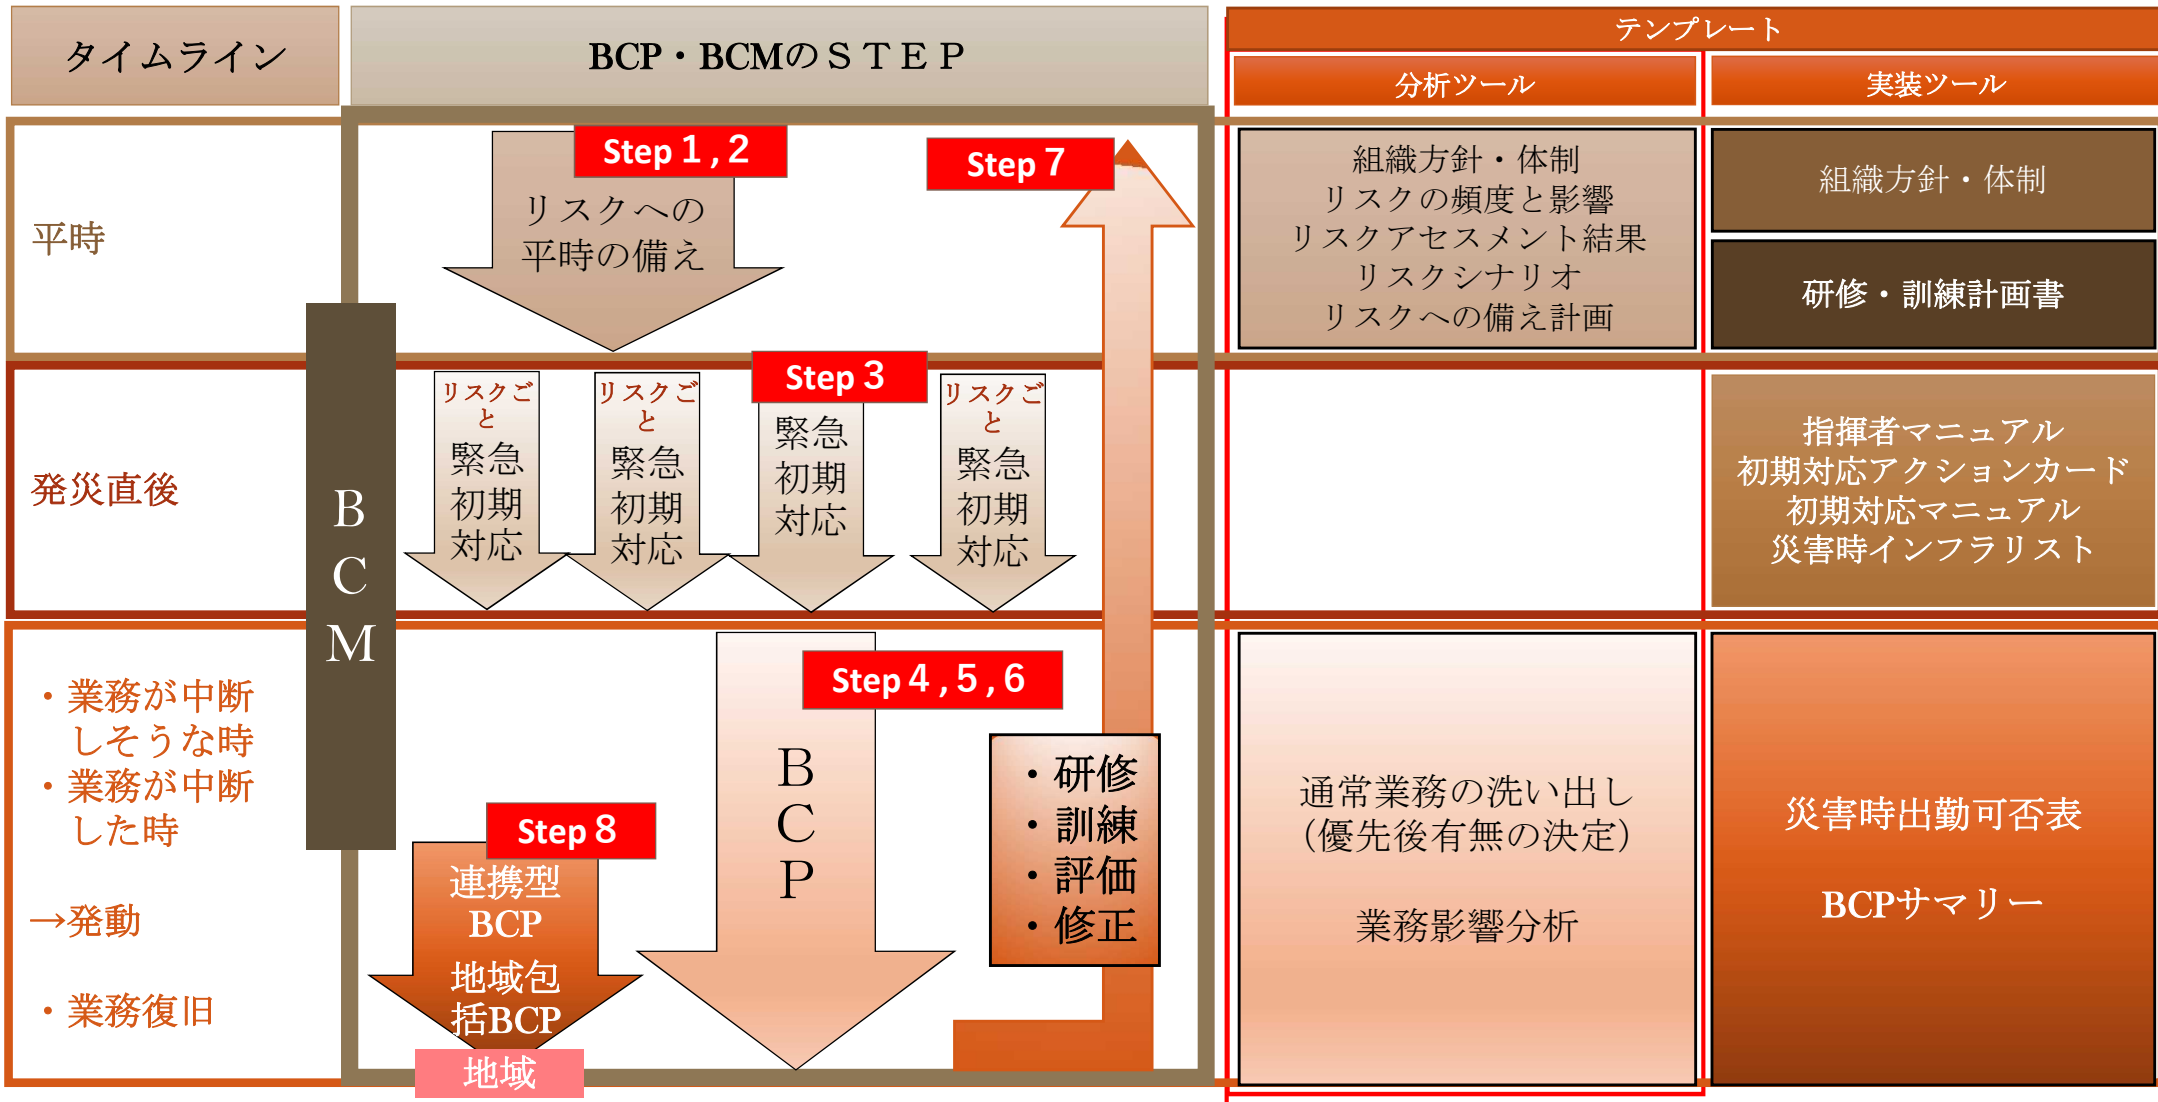 タイムライン
BCP・BCMのＳＴＥＰ
テンプレート
分析ツール
実装ツール
平時
Step１,２
リスクへの
平時の備え
Step７
組織方針・体制
リスクの頻度と影響
リスクアセスメント結果
リスクシナリオ
リスクへの備え計画
組織方針・体制
研修・訓練計画書
BCM
発災直後
リスクご
と
緊急
初期
対応
リスクご
と
緊急
初期
対応
Step３
緊急
初期
対応
リスクご
と
緊急
初期
対応
指揮者マニュアル
初期対応アクションカード
初期対応マニュアル
災害時インフラリスト
・業務が中断
しそうな時
・業務が中断
した時
→発動
・業務復旧
Step８
連携型
BCP
地域包
括BCP
地域
Step４,５,６
BCP
・研修
・訓練
・評価
・修正
通常業務の洗い出し
（優先後有無の決定）
業務影響分析
災害時出勤可否表
BCPサマリー